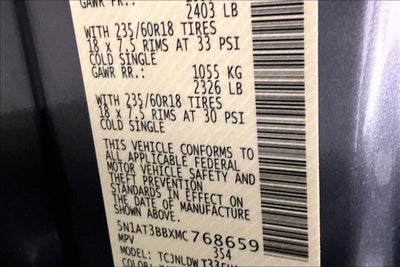 GAWR FR.:
2403 LB
WITH 235/60R18 TIRES
18 x 7.5 RIMS AT 33 PSI
COLD SINGLE
GAWR RR.: 1055 KG
2326 LB
WITH 235/60R18 TIRES
18 x 7.5 RIMS AT 30 PSI
COLD SINGLE
THIS VEHICLE CONFORMS TO
ALL APPLICABLE FEDERAL
MOTOR VEHICLE SAFETY AND
THEFT PREVENTION
STANDARDS IN EFFECT ON
THE DATE OF MANUFACTURE
SHOWN ABOVE.
5N1AT3BBXMC768659
MPV 354
MODEL: